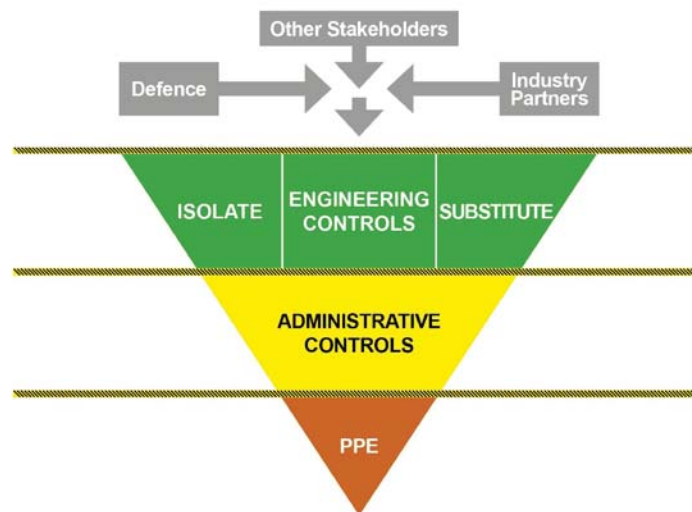 Other Stakeholders
Defence
Industry
Partners
ISOLATE
ENGINEERING
CONTROLS
SUBSTITUTE
ADMINISTRATIVE
CONTROLS
PPE